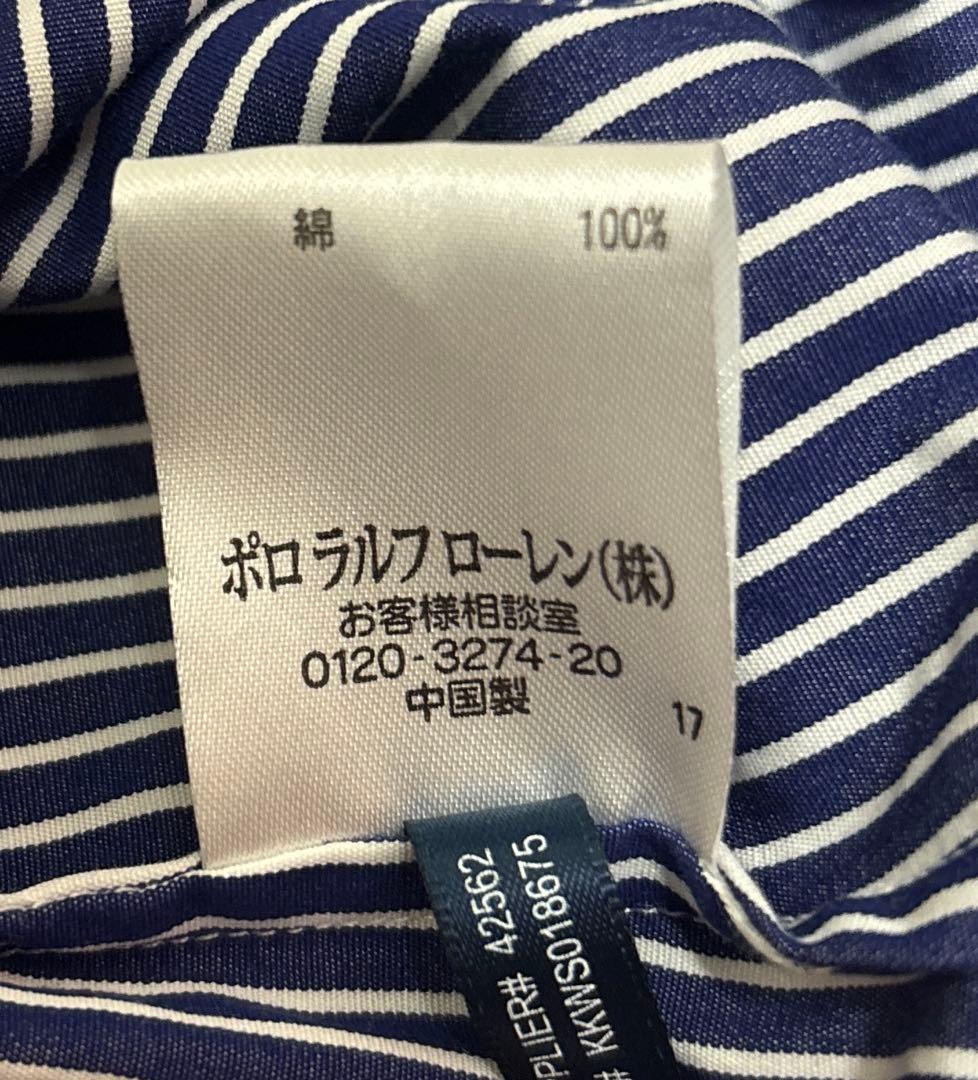 綿 100%
ポロ ラルフ ローレン(株)
お客様相談室
0120-3274-20
中国製
17
PLIER# 42562
# KKWS018675